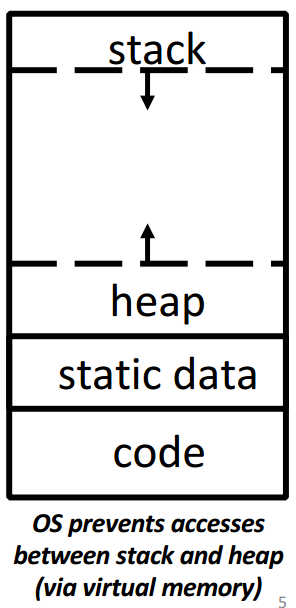 stack
heap
static data
code
OS prevents accesses
between stack and heap
(via virtual memory)
5